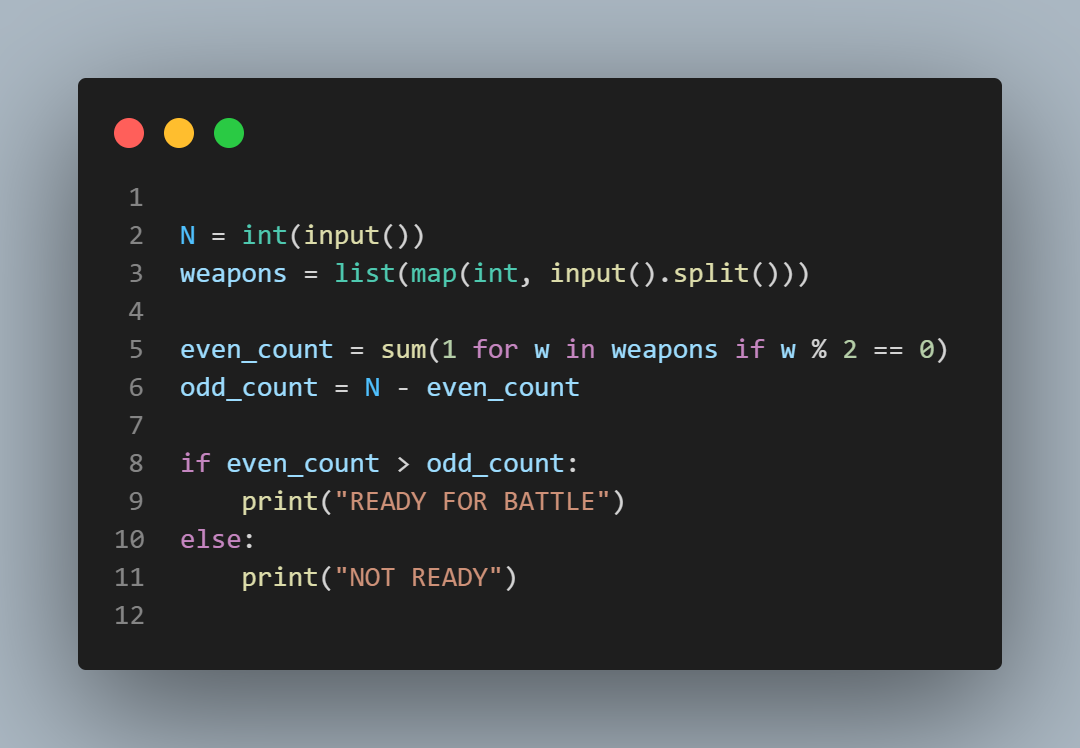 1
2 N = int(input())
3 weapons = list(map(int, input().split()))
4
5 even_count = sum(1 for w in weapons if w % 2 == 0)
6 odd_count = N - even_count
7
8 if even_count > odd_count:
9     print("READY FOR BATTLE")
10 else:
11     print("NOT READY")
12